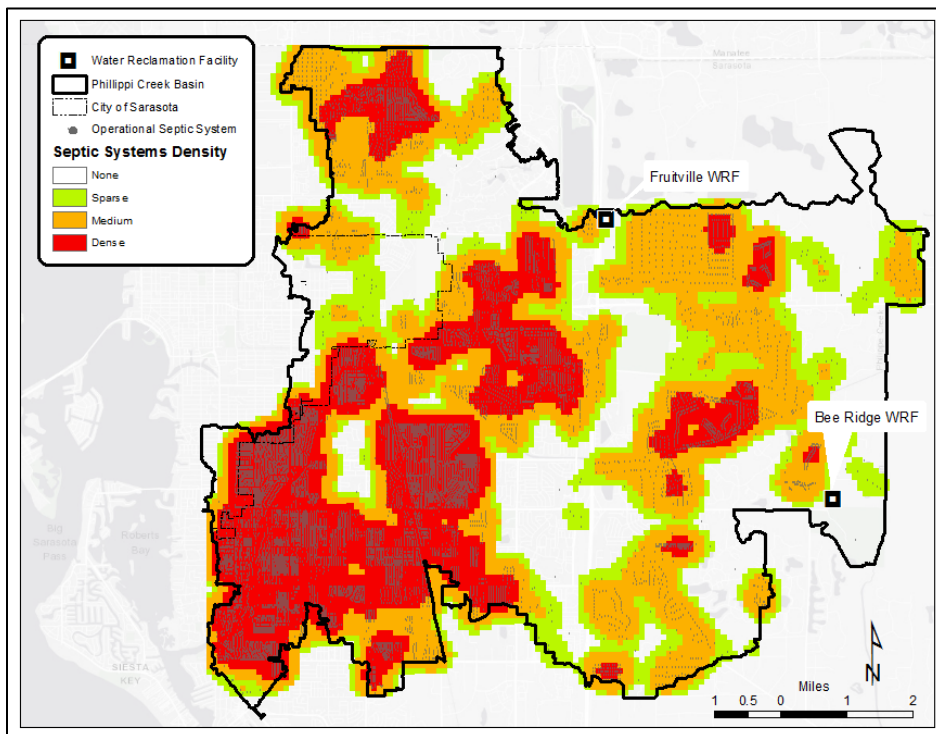 Water Reclamation Facility
Phillippi Creek Basin
City of Sarasota
Operational Septic System
Septic Systems Density
None
Sparse
Medium
Dense
Manatee
Sarasota
Fruitville WRF
Bee Ridge WRF
Big
Sarasota
Pass
Roberts
Bay
SIESTA
KEY
N
Miles
1 0.5 0 1 2